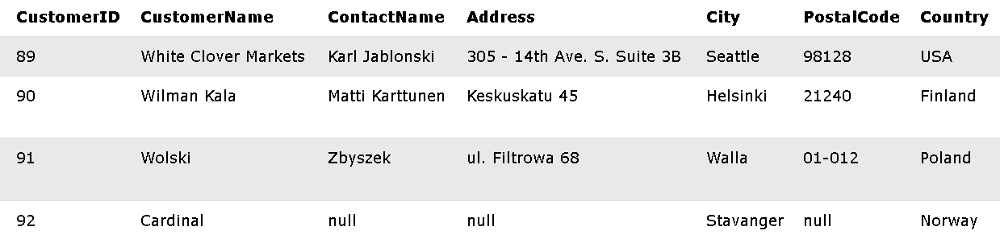 CustomerID CustomerName ContactName Address City PostalCode Country
89 White Clover Markets Karl Jablonski 305 - 14th Ave. S. Suite 3B Seattle 98128 USA
90 Wilman Kala Matti Karttunen Keskuskatu 45 Helsinki 21240 Finland
91 Wolski Zbyszek ul. Filtrowa 68 Walla 01-012 Poland
92 Cardinal null null Stavanger null Norway